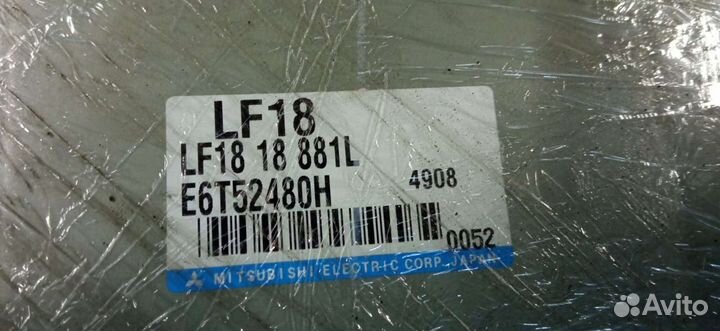 LF18
LF18 18 881L
E6T52480H 4908
0052
MITSUBISHI ELECTRIC CORP. JAPAN
Avito